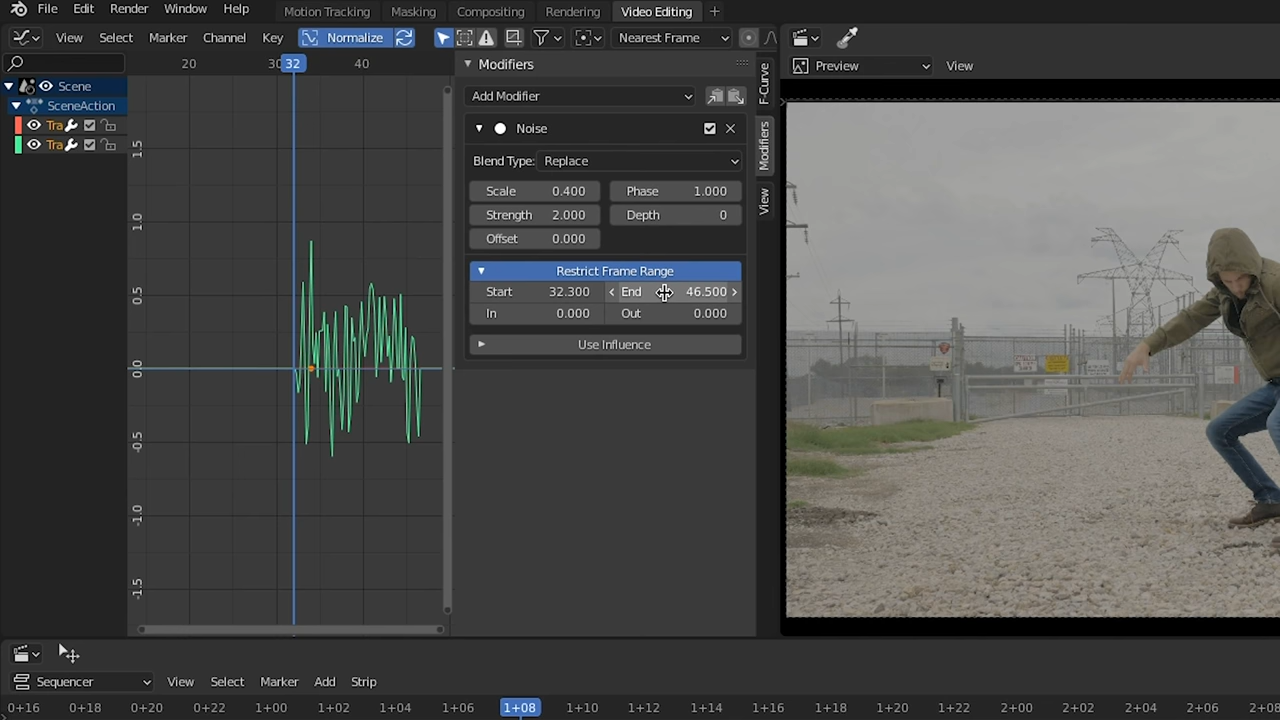 File Edit Render Window Help Motion Tracking Masking Compositing Rendering Video Editing +
View Select Marker Channel Key Normalize Nearest Frame
20 30 32 40
Scene
SceneAction
Tra
Tra
1.5
1.0
0.5
0.0
-0.5
-1.0
-1.5
Modifiers
Add Modifier
Noise
Blend Type: Replace
Scale 0.400 Phase 1.000
Strength 2.000 Depth 0
Offset 0.000
Restrict Frame Range
Start 32.300 End 46.500
In 0.000 Out 0.000
Use Influence
F-Curve
Modifiers
View
Preview View
Sequencer View Select Marker Add Strip
0+16 0+18 0+20 0+22 1+00 1+02 1+04 1+06 1+08 1+10 1+12 1+14 1+16 1+18 1+20 1+22 2+00 2+02 2+04 2+06 2+08